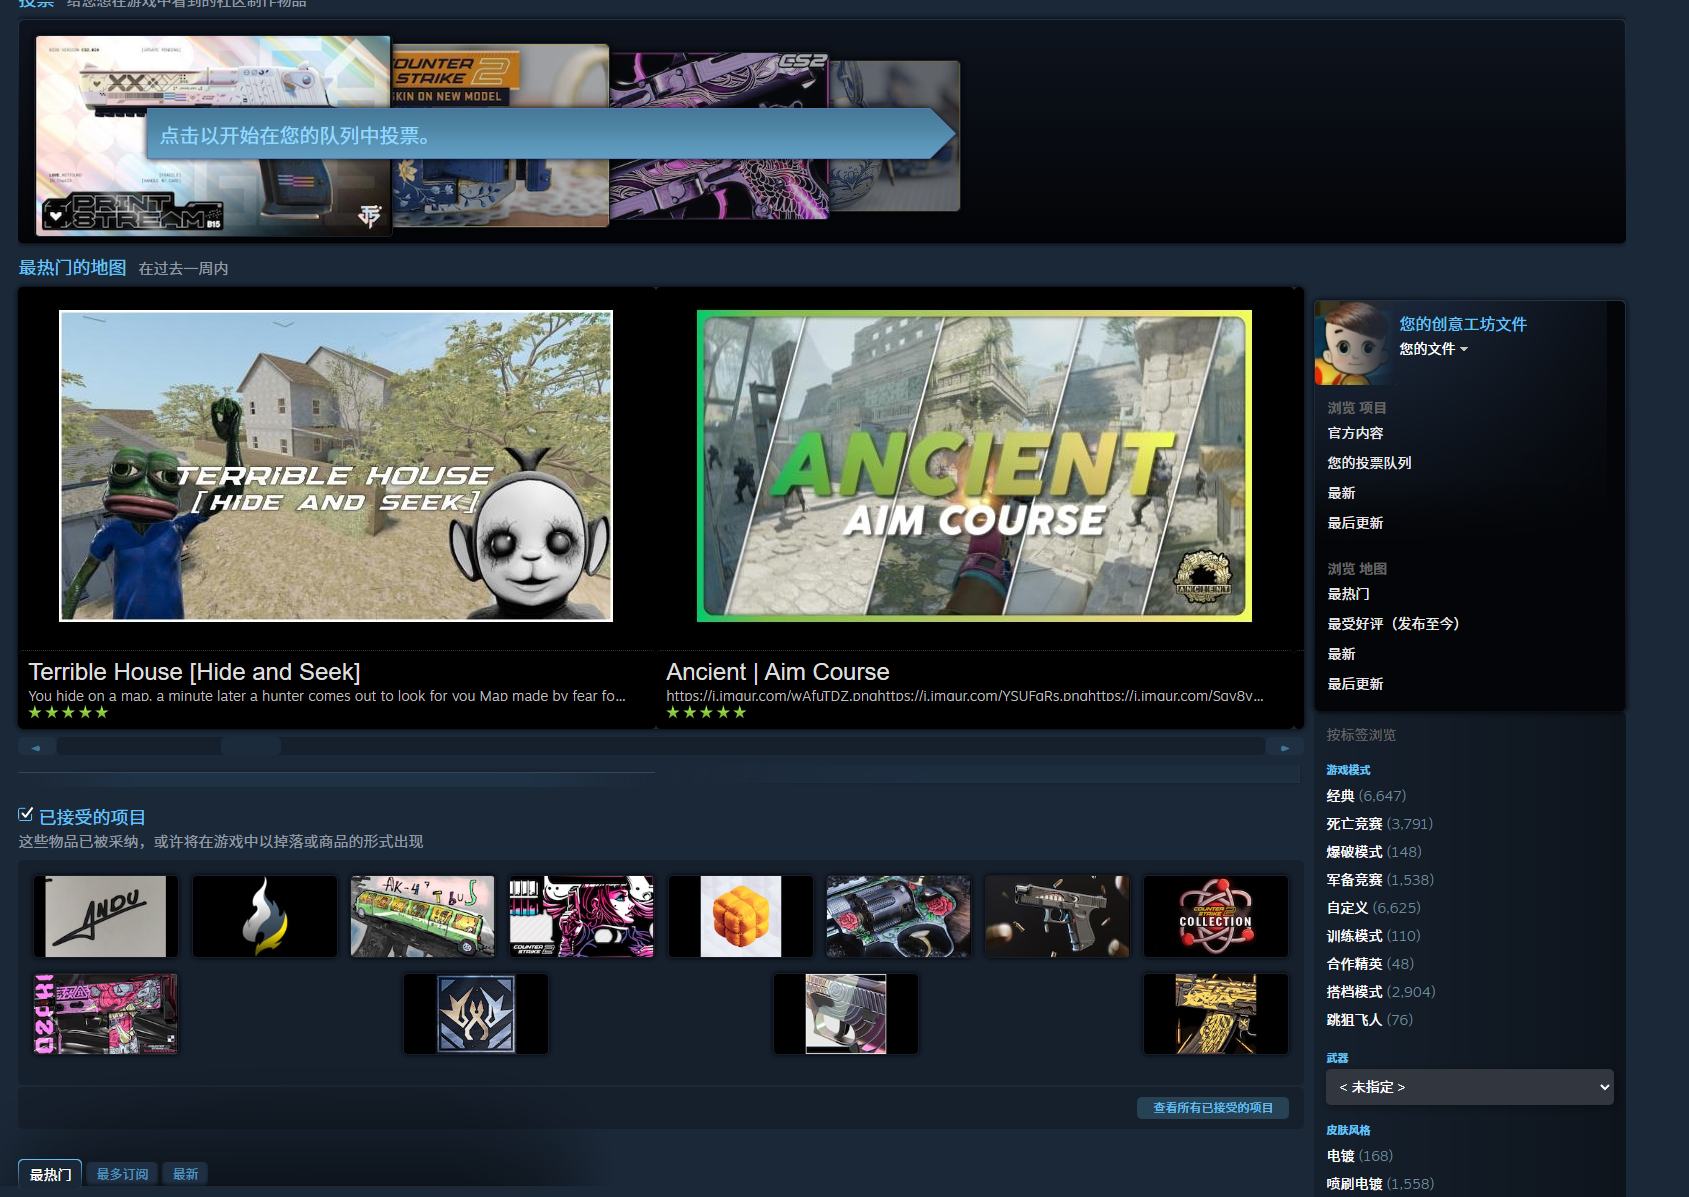 投票 给您想在游戏中看到的社区制作物品
COUNTER
STRIKE 2
SKIN ON NEW MODEL
CS2
点击以开始在您的队列中投票。
PRINT
STREAM
最热门的地图 在过去一周内
TERRIBLE HOUSE
[HIDE AND SEEK]
ANCIENT
AIM COURSE
Terrible House [Hide and Seek]
You hide on a map, a minute later a hunter comes out to look for you Map made by fear fo...
Ancient | Aim Course
https://i.imgur.com/wAfuTDZ.pnghttps://i.imgur.com/YSUFgRs.pnghttps://i.imgur.com/Sgv8v...
已接受的项目
这些物品已被采纳，或许将在游戏中以掉落或商品的形式出现
ANDU
AK-47
BUS
COUNTER
STRIKE 2
COLLECTION
查看所有已接受的项目
最热门
最多订阅
最新
您的创意工坊文件
您的文件
浏览 项目
官方内容
您的投票队列
最新
最后更新
浏览 地图
最热门
最受好评（发布至今）
最新
最后更新
按标签浏览
游戏模式
经典 (6,647)
死亡竞赛 (3,791)
爆破模式 (148)
军备竞赛 (1,538)
自定义 (6,625)
训练模式 (110)
合作精英 (48)
搭档模式 (2,904)
跳狙飞人 (76)
武器
< 未指定 >
皮肤风格
电镀 (168)
喷刷电镀 (1,558)